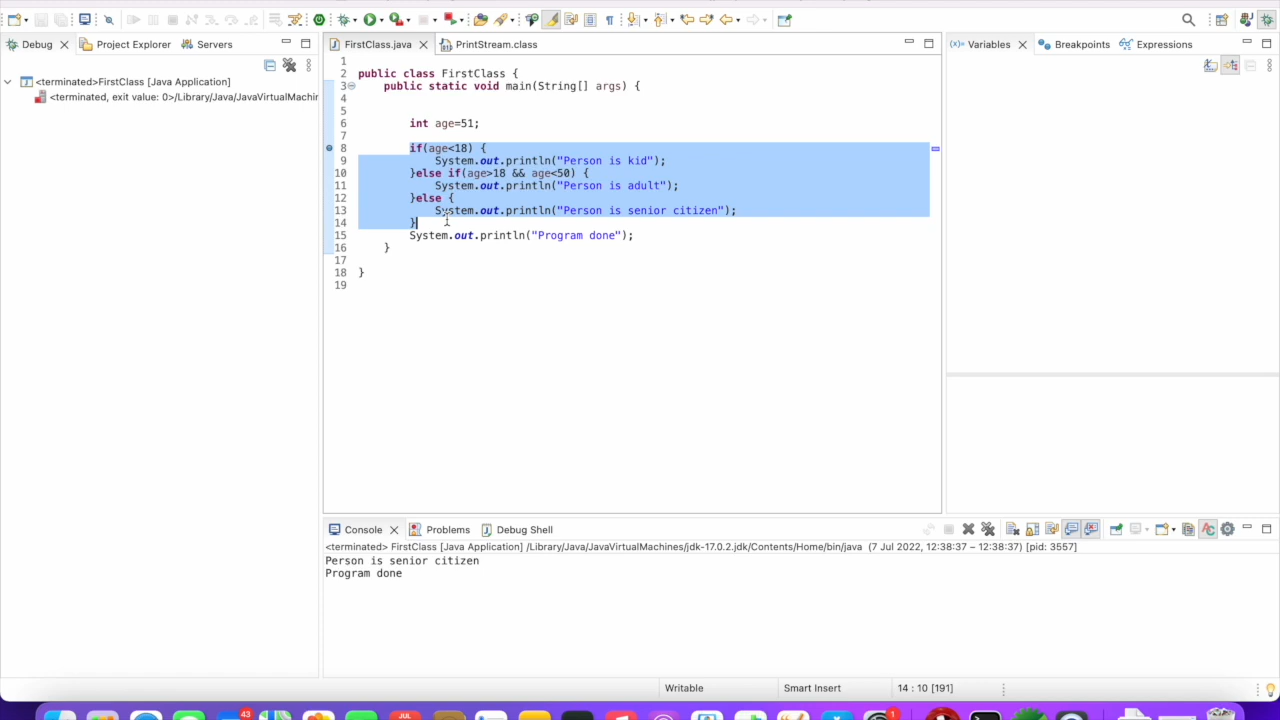 Debug
Project Explorer
Servers
FirstClass.java
PrintStream.class
(x)= Variables
Breakpoints
Expressions
<terminated>FirstClass [Java Application]
<terminated, exit value: 0>/Library/Java/JavaVirtualMachin
1
2 public class FirstClass {
3 public static void main(String[] args) {
4
5
6 int age=51;
7
8 if(age<18) {
9 System.out.println("Person is kid");
10 }else if(age>18 && age<50) {
11 System.out.println("Person is adult");
12 }else {
13 System.out.println("Person is senior citizen");
14 }
15 System.out.println("Program done");
16 }
17
18 }
19
Console
Problems
Debug Shell
<terminated> FirstClass [Java Application] /Library/Java/JavaVirtualMachines/jdk-17.0.2.jdk/Contents/Home/bin/java (7 Jul 2022, 12:38:37 – 12:38:37) [pid: 3557]
Person is senior citizen
Program done
Writable
Smart Insert
14 : 10 [191]
43
JUL
1